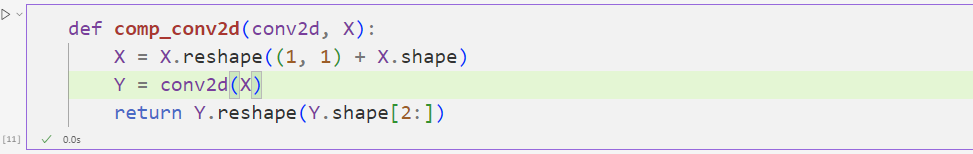 def comp_conv2d(conv2d, X):
    X = X.reshape((1, 1) + X.shape)
    Y = conv2d(X)
    return Y.reshape(Y.shape[2:])
[11] ✓ 0.0s